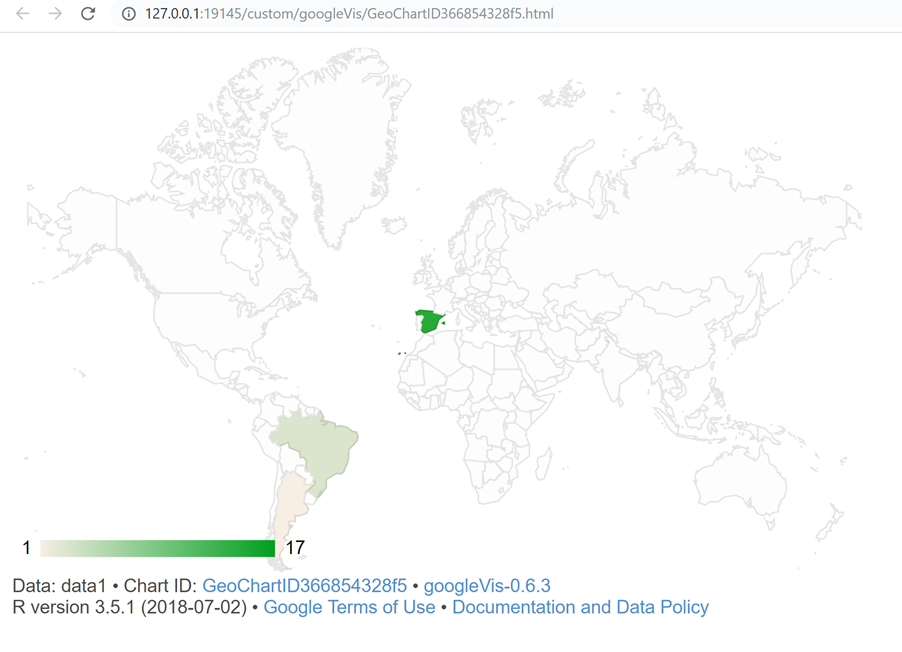 127.0.0.1:19145/custom/googleVis/GeoChartID366854328f5.html
1 17
Data: data1 • Chart ID: GeoChartID366854328f5 • googleVis-0.6.3
R version 3.5.1 (2018-07-02) • Google Terms of Use • Documentation and Data Policy